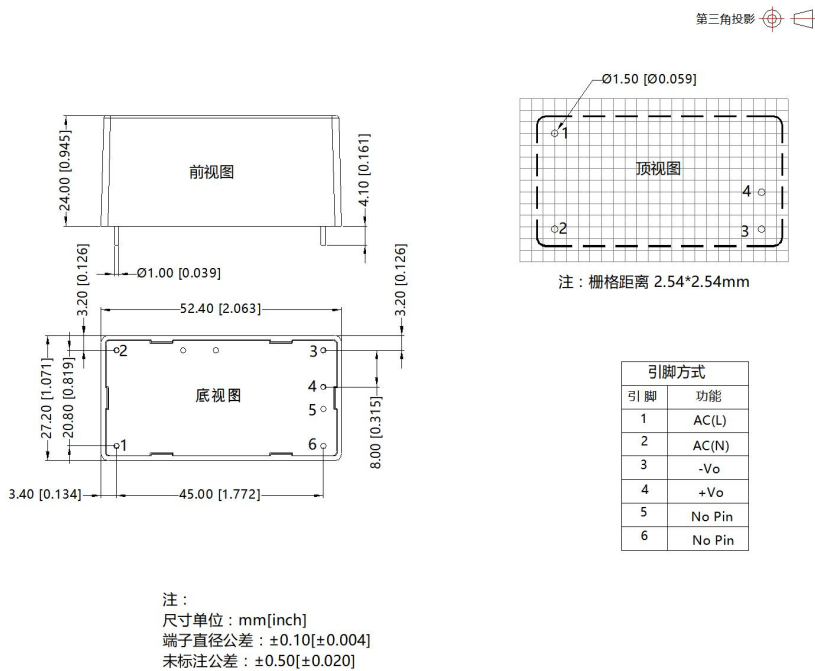 第三角投影
Ø1.50 [Ø0.059]
1
顶视图
4
2
3
注：栅格距离 2.54*2.54mm
24.00 [0.945]
前视图
4.10 [0.161]
Ø1.00 [0.039]
3.20 [0.126]
3.20 [0.126]
52.40 [2.063]
2
3
27.20 [1.071]
20.80 [0.819]
底视图
4
5
8.00 [0.315]
1
6
3.40 [0.134]
45.00 [1.772]
引脚方式
引 脚 功能
1 AC(L)
2 AC(N)
3 -Vo
4 +Vo
5 No Pin
6 No Pin
注：
尺寸单位：mm[inch]
端子直径公差：±0.10[±0.004]
未标注公差：±0.50[±0.020]